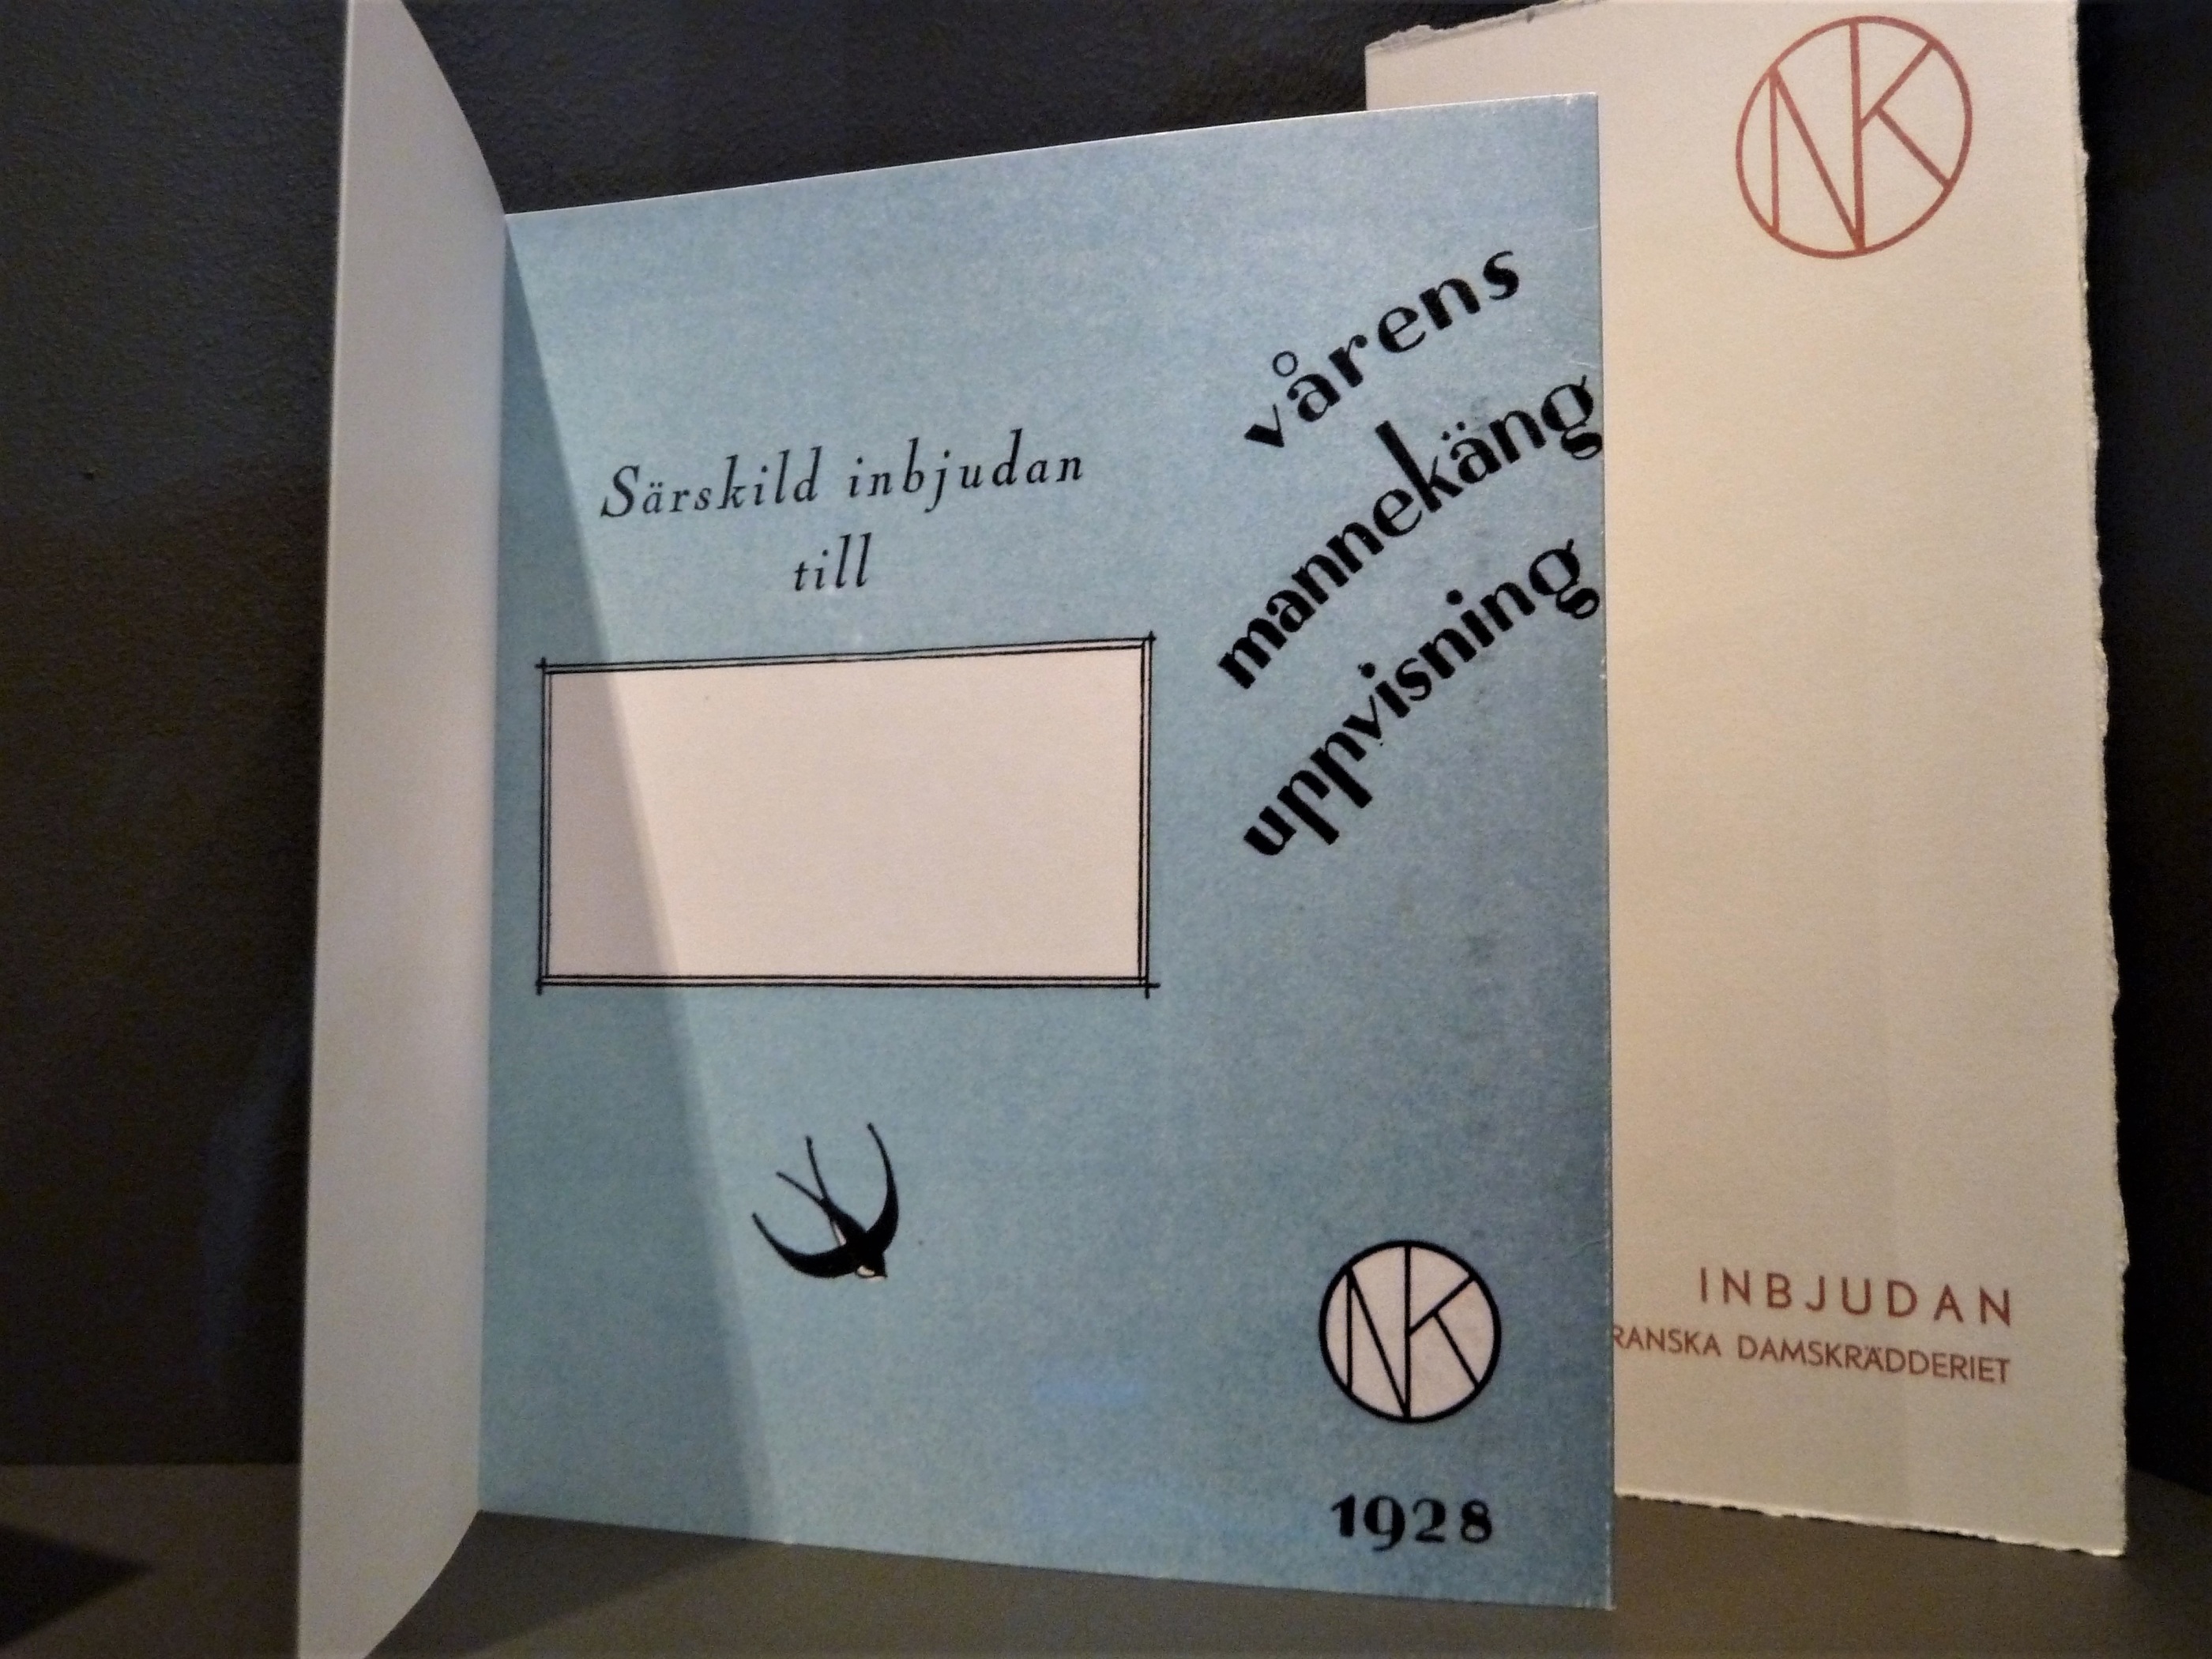 Särskild inbjudan
till
vårens
mannekäng
uppvisning
NK
1928
NK
INBJUDAN
RANSKA DAMSKRÄDDERIET